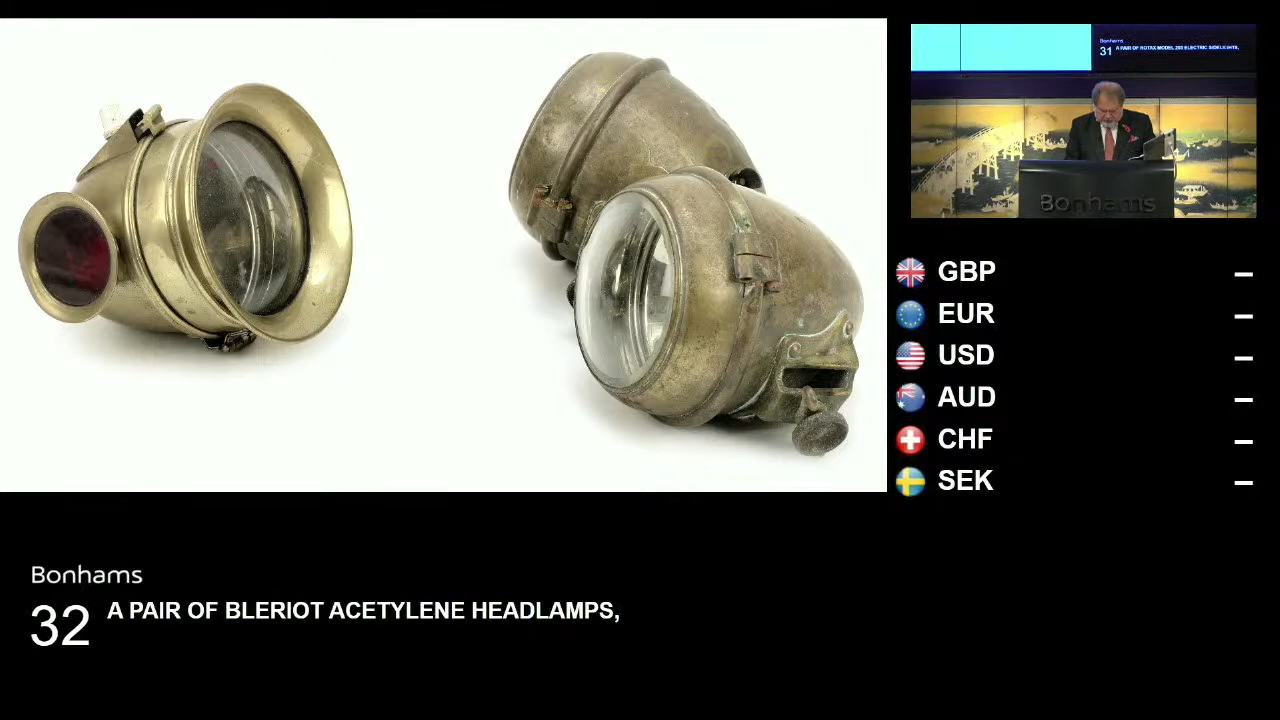 Bonhams
31 A PAIR OF ROTAX MODEL 203 ELECTRIC SIDELIGHTS,
Bonhams
GBP –
EUR –
USD –
AUD –
CHF –
SEK –
Bonhams
32 A PAIR OF BLERIOT ACETYLENE HEADLAMPS,